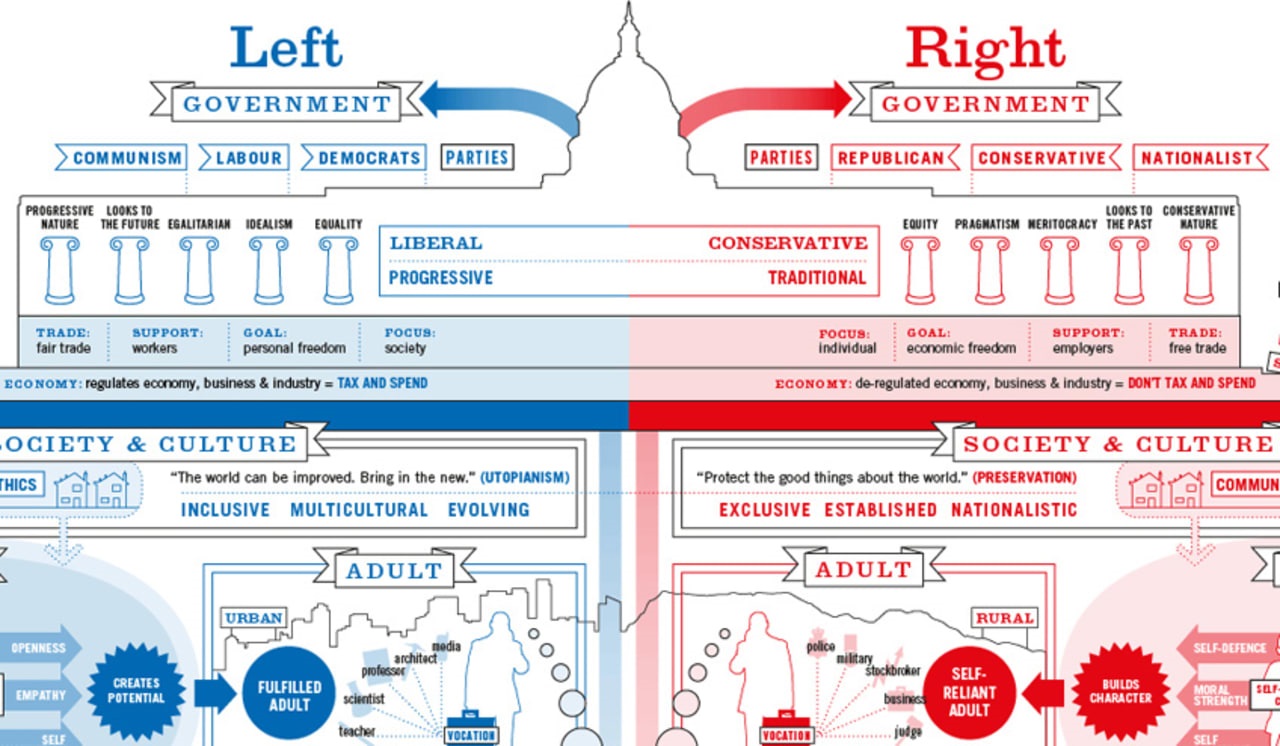 Left
Right
GOVERNMENT
GOVERNMENT
COMMUNISM LABOUR DEMOCRATS PARTIES
PARTIES REPUBLICAN CONSERVATIVE NATIONALIST
PROGRESSIVE NATURE
LOOKS TO THE FUTURE
EGALITARIAN
IDEALISM
EQUALITY
LIBERAL
CONSERVATIVE
PROGRESSIVE
TRADITIONAL
EQUITY
PRAGMATISM
MERITOCRACY
LOOKS TO THE PAST
CONSERVATIVE NATURE
TRADE:
fair trade
SUPPORT:
workers
GOAL:
personal freedom
FOCUS:
society
FOCUS:
individual
GOAL:
economic freedom
SUPPORT:
employers
TRADE:
free trade
ECONOMY: regulates economy, business & industry = TAX AND SPEND
ECONOMY: de-regulated economy, business & industry = DON'T TAX AND SPEND
SOCIETY & CULTURE
SOCIETY & CULTURE
THICS
“The world can be improved. Bring in the new.” (UTOPIANISM)
INCLUSIVE MULTICULTURAL EVOLVING
“Protect the good things about the world.” (PRESERVATION)
EXCLUSIVE ESTABLISHED NATIONALISTIC
COMMUN
ADULT
ADULT
URBAN
RURAL
OPENNESS
EMPATHY
SELF
CREATES
POTENTIAL
FULFILLED
ADULT
media
architect
professor
scientist
teacher
VOCATION
police
military
stockbroker
business
judge
VOCATION
SELF-
RELIANT
ADULT
BUILDS
CHARACTER
SELF-DEFENCE
MORAL
STRENGTH
SELF